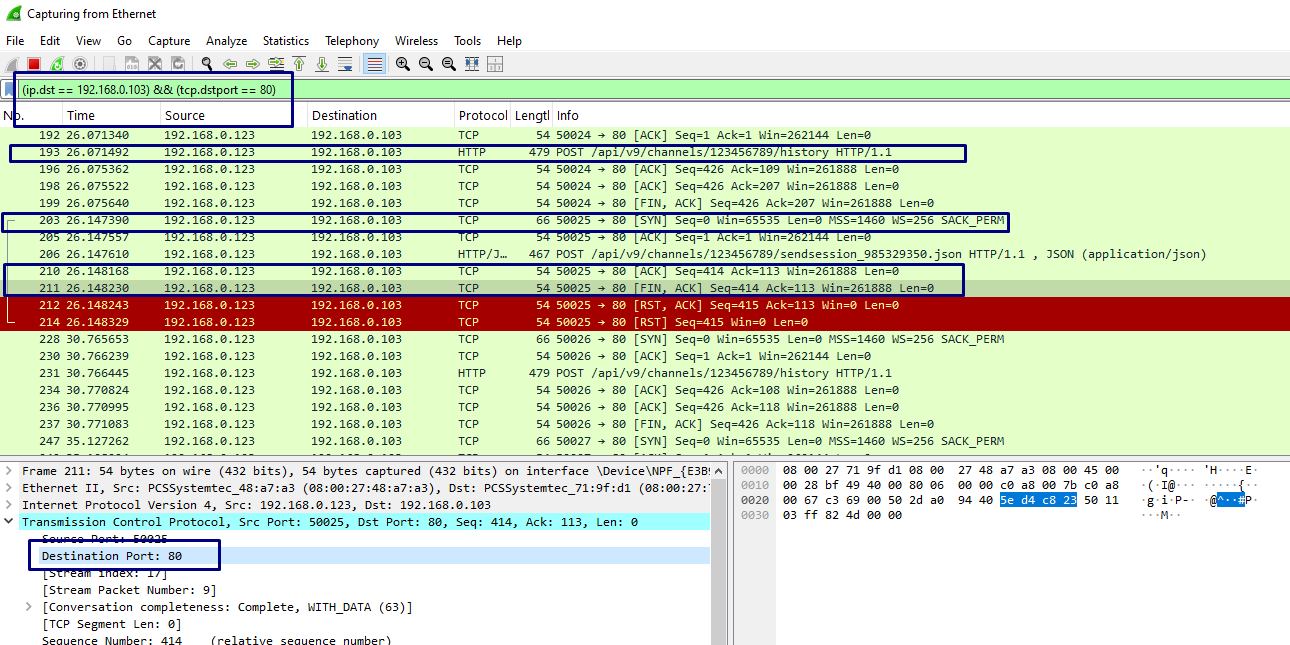 Capturing from Ethernet
File Edit View Go Capture Analyze Statistics Telephony Wireless Tools Help
(ip.dst == 192.168.0.103) && (tcp.dstport == 80)
No. Time Source Destination Protocol Lengtl Info
192 26.071340 192.168.0.123 192.168.0.103 TCP 54 50024 → 80 [ACK] Seq=1 Ack=1 Win=262144 Len=0
193 26.071492 192.168.0.123 192.168.0.103 HTTP 479 POST /api/v9/channels/123456789/history HTTP/1.1
196 26.075362 192.168.0.123 192.168.0.103 TCP 54 50024 → 80 [ACK] Seq=426 Ack=109 Win=261888 Len=0
198 26.075522 192.168.0.123 192.168.0.103 TCP 54 50024 → 80 [ACK] Seq=426 Ack=207 Win=261888 Len=0
199 26.075640 192.168.0.123 192.168.0.103 TCP 54 50024 → 80 [FIN, ACK] Seq=426 Ack=207 Win=261888 Len=0
203 26.147390 192.168.0.123 192.168.0.103 TCP 66 50025 → 80 [SYN] Seq=0 Win=65535 Len=0 MSS=1460 WS=256 SACK_PERM
205 26.147557 192.168.0.123 192.168.0.103 TCP 54 50025 → 80 [ACK] Seq=1 Ack=1 Win=262144 Len=0
206 26.147610 192.168.0.123 192.168.0.103 HTTP/J… 467 POST /api/v9/channels/123456789/sendsession_985329350.json HTTP/1.1 , JSON (application/json)
210 26.148168 192.168.0.123 192.168.0.103 TCP 54 50025 → 80 [ACK] Seq=414 Ack=113 Win=261888 Len=0
211 26.148230 192.168.0.123 192.168.0.103 TCP 54 50025 → 80 [FIN, ACK] Seq=414 Ack=113 Win=261888 Len=0
212 26.148243 192.168.0.123 192.168.0.103 TCP 54 50025 → 80 [RST, ACK] Seq=415 Ack=113 Win=0 Len=0
214 26.148329 192.168.0.123 192.168.0.103 TCP 54 50025 → 80 [RST] Seq=415 Win=0 Len=0
228 30.765653 192.168.0.123 192.168.0.103 TCP 66 50026 → 80 [SYN] Seq=0 Win=65535 Len=0 MSS=1460 WS=256 SACK_PERM
230 30.766239 192.168.0.123 192.168.0.103 TCP 54 50026 → 80 [ACK] Seq=1 Ack=1 Win=262144 Len=0
231 30.766445 192.168.0.123 192.168.0.103 HTTP 479 POST /api/v9/channels/123456789/history HTTP/1.1
234 30.770824 192.168.0.123 192.168.0.103 TCP 54 50026 → 80 [ACK] Seq=426 Ack=108 Win=261888 Len=0
236 30.770995 192.168.0.123 192.168.0.103 TCP 54 50026 → 80 [ACK] Seq=426 Ack=118 Win=261888 Len=0
237 30.771083 192.168.0.123 192.168.0.103 TCP 54 50026 → 80 [FIN, ACK] Seq=426 Ack=118 Win=261888 Len=0
247 35.127262 192.168.0.123 192.168.0.103 TCP 66 50027 → 80 [SYN] Seq=0 Win=65535 Len=0 MSS=1460 WS=256 SACK_PERM
Frame 211: 54 bytes on wire (432 bits), 54 bytes captured (432 bits) on interface \Device\NPF_{E3B9
Ethernet II, Src: PCSSystemtec_48:a7:a3 (08:00:27:48:a7:a3), Dst: PCSSystemtec_71:9f:d1 (08:00:27:7
Internet Protocol Version 4, Src: 192.168.0.123, Dst: 192.168.0.103
Transmission Control Protocol, Src Port: 50025, Dst Port: 80, Seq: 414, Ack: 113, Len: 0
Source Port: 50025
Destination Port: 80
[Stream index: 17]
[Stream Packet Number: 9]
[Conversation completeness: Complete, WITH_DATA (63)]
[TCP Segment Len: 0]
Sequence Number: 414 (relative sequence number)
0000 08 00 27 71 9f d1 08 00 27 48 a7 a3 08 00 45 00 ··'q···· 'H····E·
0010 00 28 bf 49 40 00 80 06 00 00 c0 a8 00 7b c0 a8 ·(·I@··· ·····{··
0020 00 67 c3 69 00 50 2d a0 94 40 5e d4 c8 23 50 11 ·g·i·P-· ·@^··#P·
0030 03 ff 82 4d 00 00 ···M··